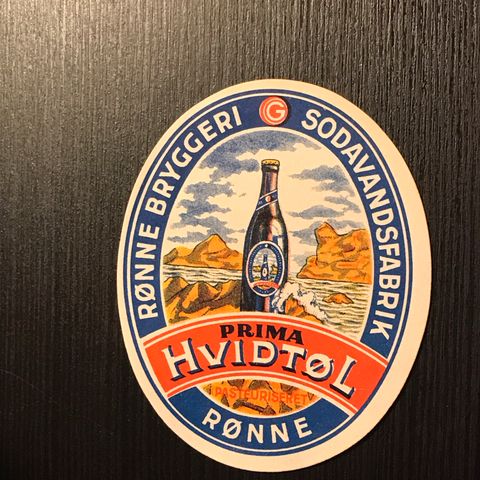 RØNNE BRYGGERI G SODAVANDSFABRIK
PRIMA
HVIDTØL
PASTEURISERET
RØNNE